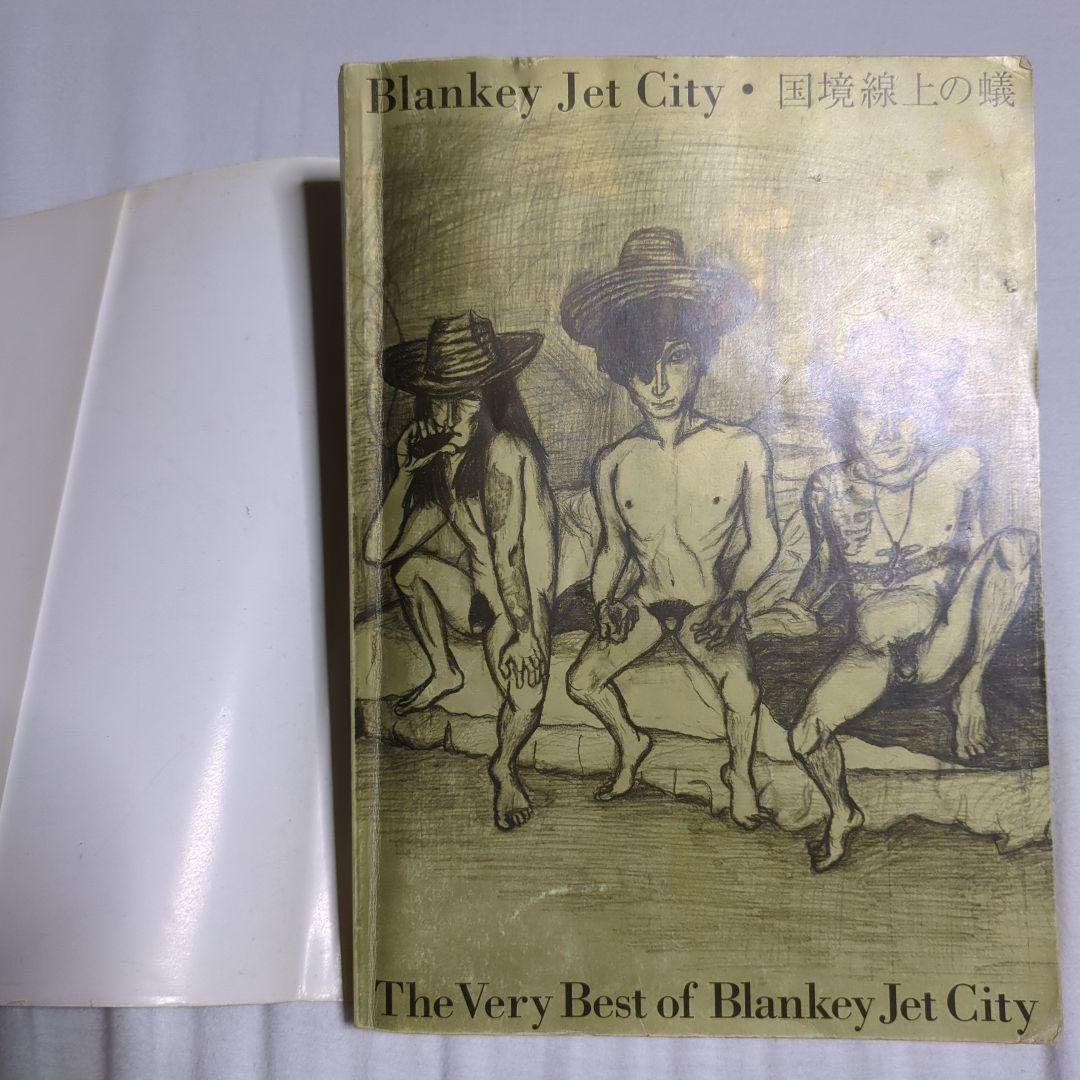 Blankey Jet City・国境線上の蟻
The Very Best of Blankey Jet City